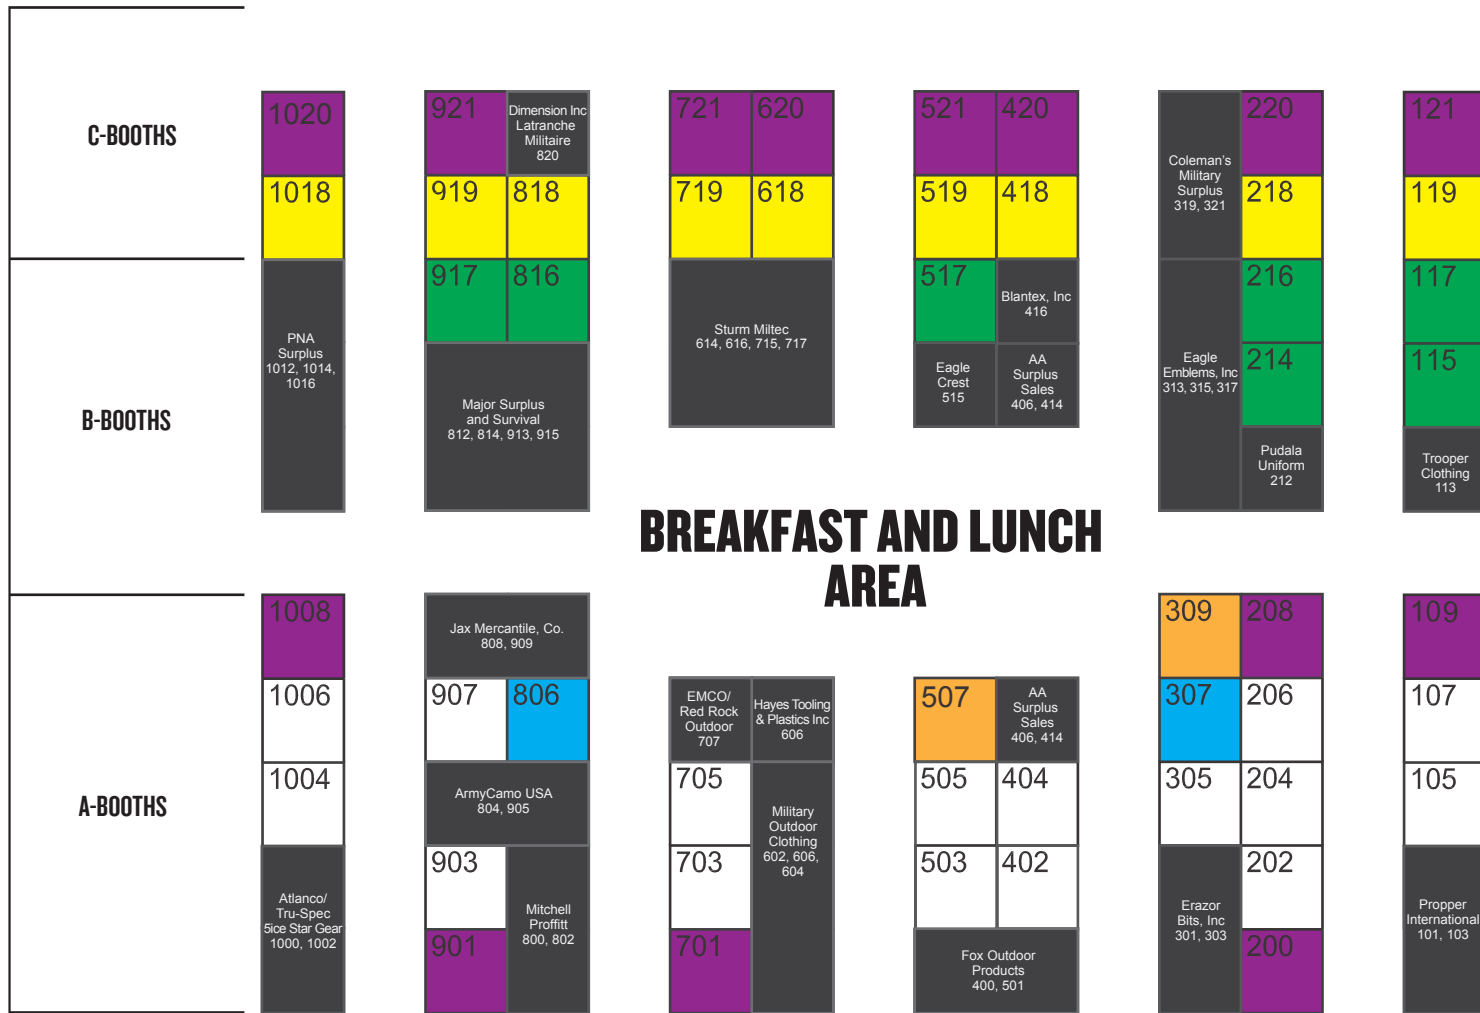 C-BOOTHS
B-BOOTHS
A-BOOTHS
1020
1018
PNA
Surplus
1012, 1014,
1016
921
Dimension Inc
Latranche
Militaire
820
919
818
917
816
Major Surplus
and Survival
812, 814, 913, 915
721
620
719
618
Sturm Miltec
614, 616, 715, 717
521
420
519
418
517
Blantex, Inc
416
Eagle
Crest
515
AA
Surplus
Sales
406, 414
Coleman's
Military
Surplus
319, 321
220
218
Eagle
Emblems, Inc
313, 315, 317
216
214
Pudala
Uniform
212
121
119
117
115
Trooper
Clothing
113
BREAKFAST AND LUNCH
AREA
1008
1006
1004
Atlanco/
Tru-Spec
5ice Star Gear
1000, 1002
Jax Mercantile, Co.
808, 909
907
806
ArmyCamo USA
804, 905
903
Mitchell
Proffitt
800, 802
901
EMCO/
Red Rock
Outdoor
707
Hayes Tooling
& Plastics Inc
606
705
Military
Outdoor
Clothing
602, 606,
604
703
701
507
AA
Surplus
Sales
406, 414
505
404
503
402
Fox Outdoor
Products
400, 501
309
208
307
206
305
204
Erazor
Bits, Inc
301, 303
202
200
109
107
105
Propper
International
101, 103